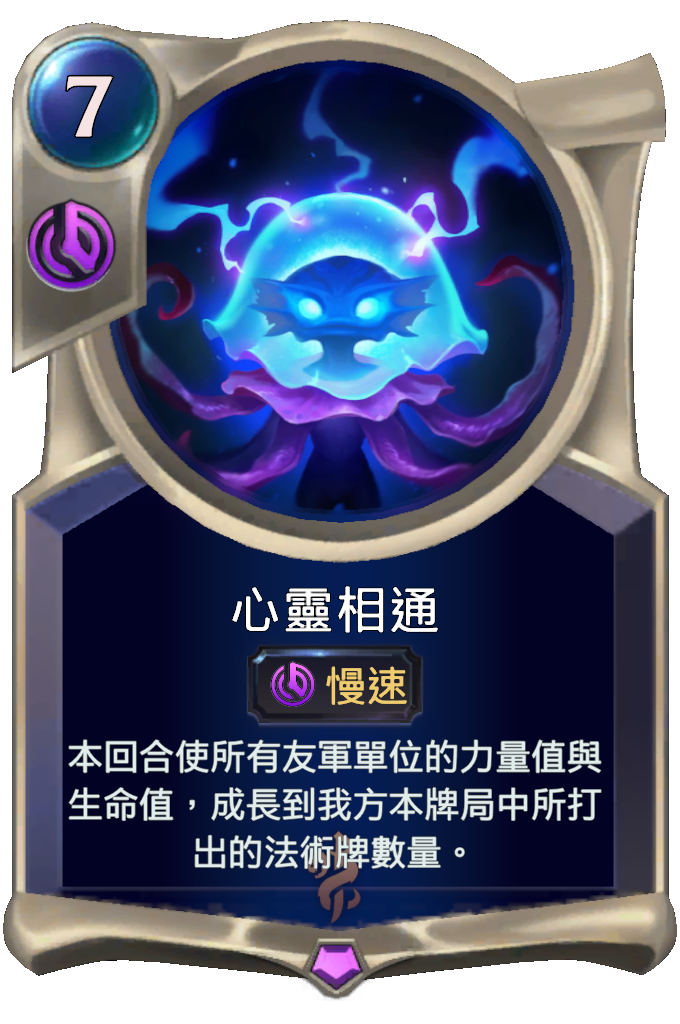 7
心靈相通
慢速
本回合使所有友軍單位的力量值與
生命值，成長到我方本牌局中所打
出的法術牌數量。